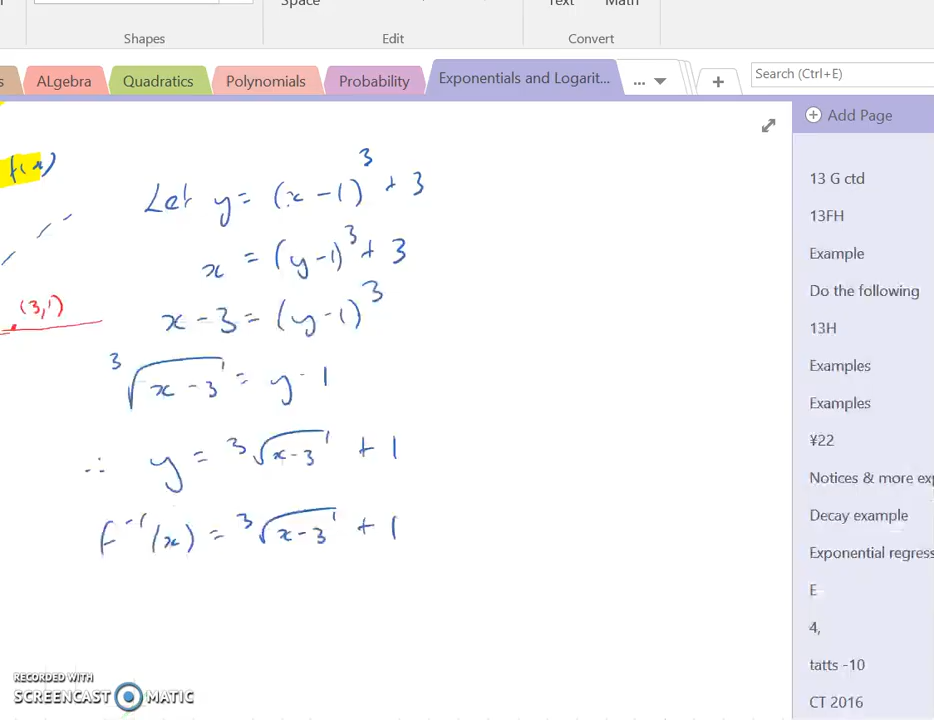 Space
Text
Math
Shapes
Edit
Convert
s
ALgebra
Quadratics
Polynomials
Probability
Exponentials and Logarit...
...
Search (Ctrl+E)
Add Page
f(x)
(3,1)
Let y = (x - 1)³ + 3
x = (y - 1)³ + 3
x - 3 = (y - 1)³
³√(x - 3) = y - 1
∴ y = ³√(x - 3) + 1
f⁻¹(x) = ³√(x - 3) + 1
13 G ctd
13FH
Example
Do the following
13H
Examples
Examples
¥22
Notices & more exp
Decay example
Exponential regress
E
4,
tatts -10
CT 2016
RECORDED WITH
SCREENCAST MATIC